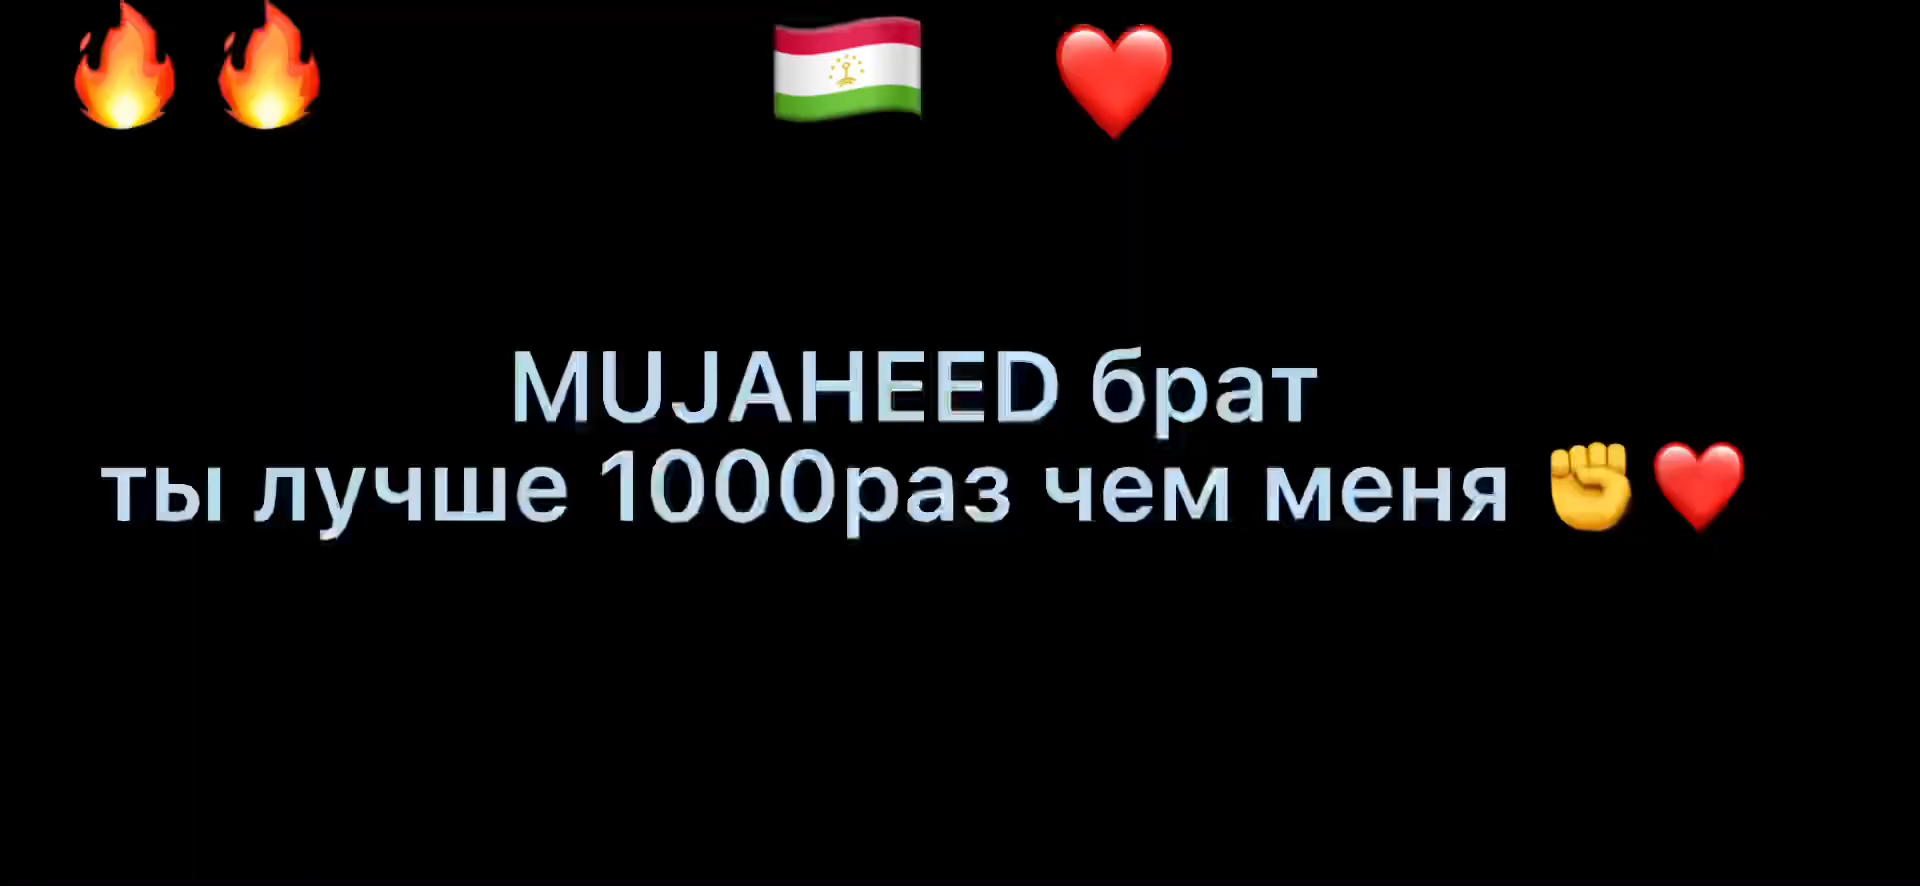 🔥 🔥 🇹🇯 ❤️
MUJAHEED брат
ты лучше 1000раз чем меня ✊❤️